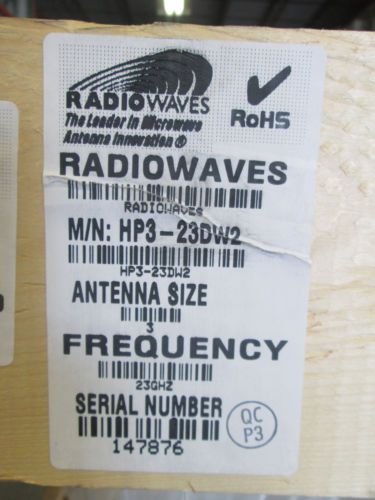 RADIOWAVES
The Leader in Microwave
Antenna Innovation ®
RoHS
RADIOWAVES
RADIOWAVES
M/N: HP3-23DW2
HP3-23DW2
ANTENNA SIZE
3
FREQUENCY
23GHZ
SERIAL NUMBER
147876
QC
P3